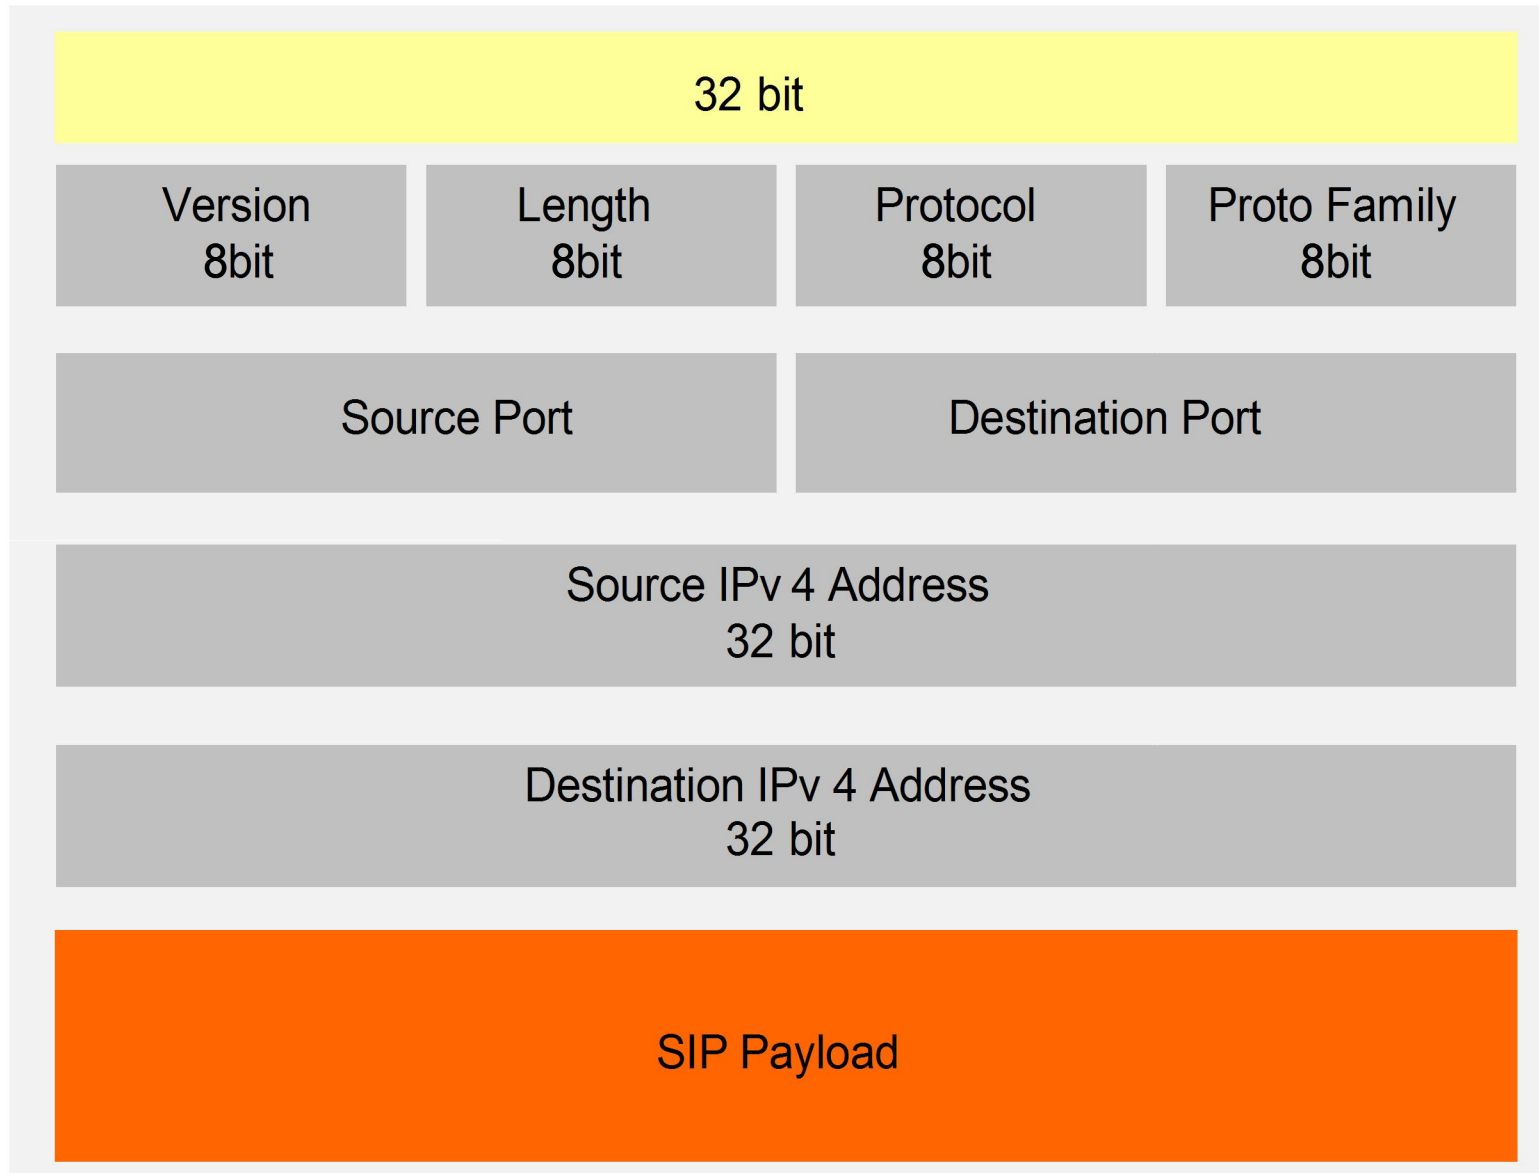 32 bit
Version
8bit
Length
8bit
Protocol
8bit
Proto Family
8bit
Source Port
Destination Port
Source IPv 4 Address
32 bit
Destination IPv 4 Address
32 bit
SIP Payload